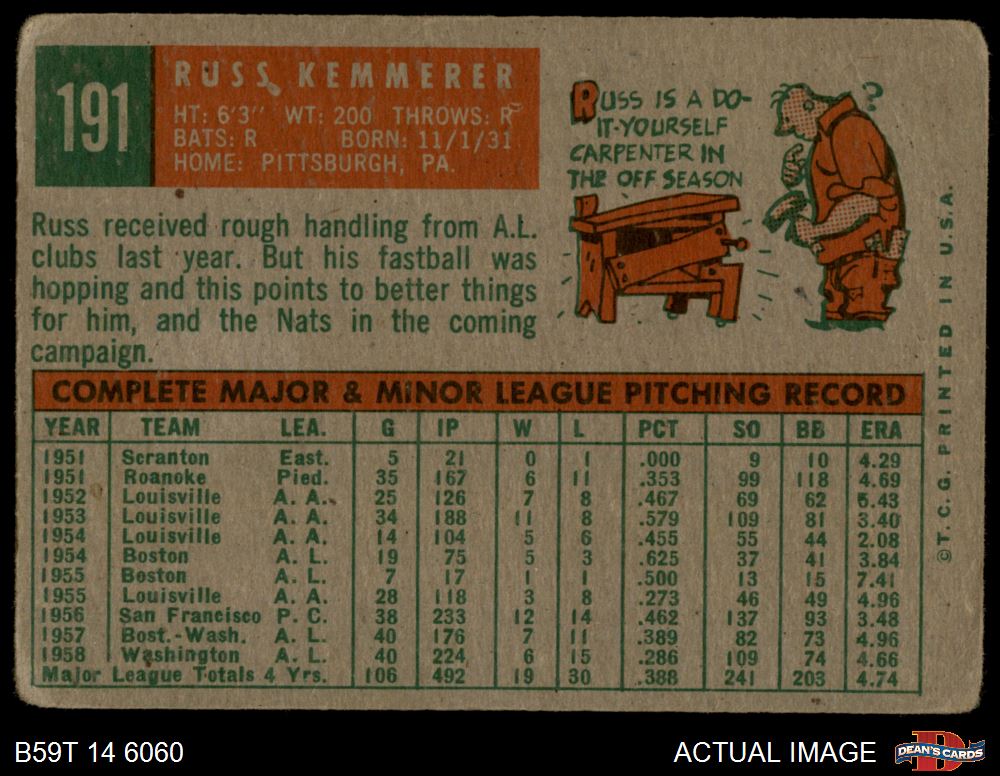 191
RUSS KEMMERER
HT: 6'3" WT: 200 THROWS: R
BATS: R BORN: 11/1/31
HOME: PITTSBURGH, PA.
RUSS IS A DO-
IT-YOURSELF
CARPENTER IN
THE OFF SEASON
?
Russ received rough handling from A.L.
clubs last year. But his fastball was
hopping and this points to better things
for him, and the Nats in the coming
campaign.
COMPLETE MAJOR & MINOR LEAGUE PITCHING RECORD
YEAR TEAM LEA. G IP W L PCT SO BB ERA
1951 Scranton East. 5 21 0 1 .000 9 10 4.29
1951 Roanoke Pied. 35 167 6 11 .353 99 118 4.69
1952 Louisville A. A. 25 126 7 8 .467 69 62 5.43
1953 Louisville A. A. 34 188 11 8 .579 109 81 3.40
1954 Louisville A. A. 14 104 5 6 .455 55 44 2.08
1954 Boston A. L. 19 75 5 3 .625 37 41 3.84
1955 Boston A. L. 7 17 1 1 .500 13 15 7.41
1955 Louisville A. A. 28 118 3 8 .273 46 49 4.96
1956 San Francisco P. C. 38 233 12 14 .462 137 93 3.48
1957 Bost.-Wash. A. L. 40 176 7 11 .389 82 73 4.96
1958 Washington A. L. 40 224 6 15 .286 109 74 4.66
Major League Totals 4 Yrs. 106 492 19 30 .388 241 203 4.74
©T. C. G. PRINTED IN U.S.A.
B59T 14 6060
ACTUAL IMAGE
D
DEAN'S CARDS